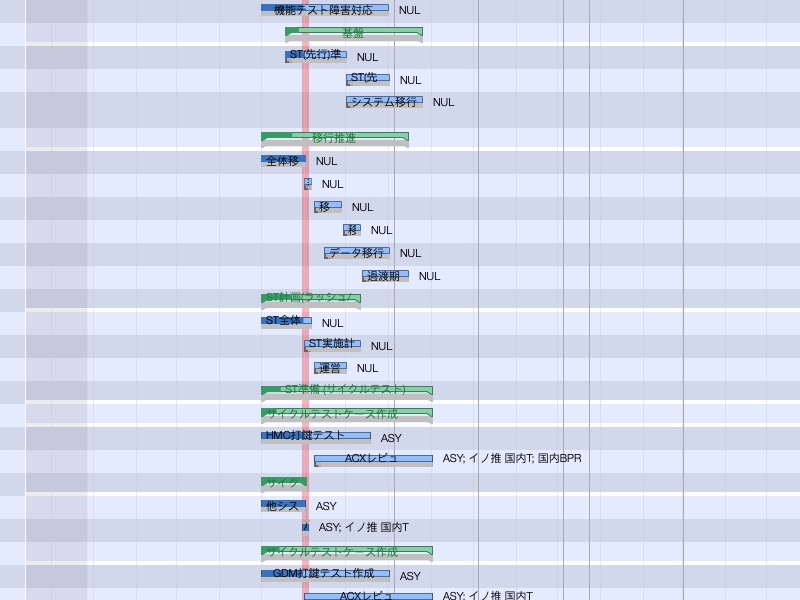 機能テスト障害対応 NUL
基盤
ST(先行)準 NUL
ST(先 NUL
システム移行 NUL
移行推進
全体移 NUL
NUL
移 NUL
移 NUL
データ移行 NUL
過渡期 NUL
ST計画(ラッシュ/
ST全体 NUL
ST実施計 NUL
運営 NUL
ST準備 (サイクルテスト)
サイクルテストケース作成
HMC打鍵テスト ASY
ACXレビュ ASY; イノ推 国内T; 国内BPR
サイク
他シス ASY
ASY; イノ推 国内T
サイクルテストケース作成
GDM打鍵テスト作成 ASY
ACXレビュ ASY; イノ推 国内T